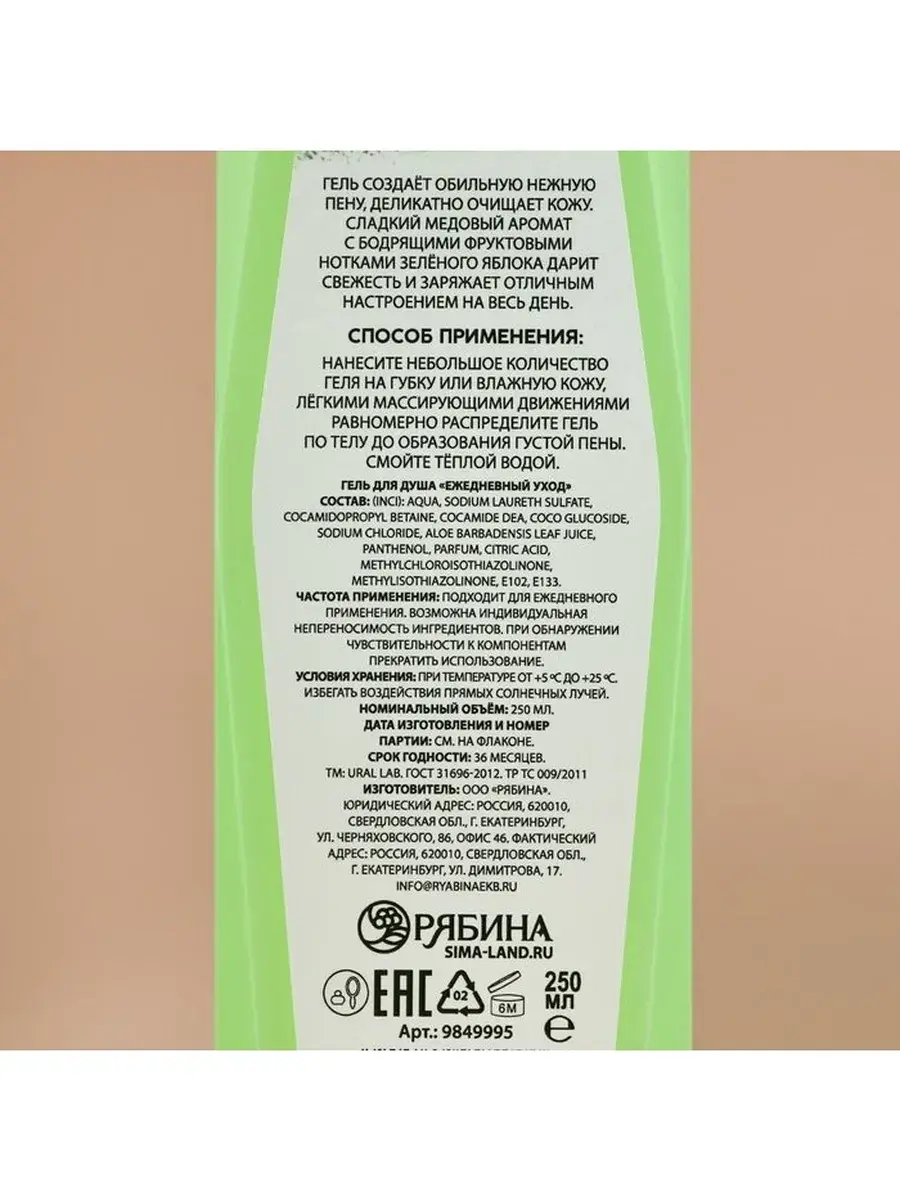 ГЕЛЬ СОЗДАЁТ ОБИЛЬНУЮ НЕЖНУЮ
ПЕНУ, ДЕЛИКАТНО ОЧИЩАЕТ КОЖУ.
СЛАДКИЙ МЕДОВЫЙ АРОМАТ
С БОДРЯЩИМИ ФРУКТОВЫМИ
НОТКАМИ ЗЕЛЁНОГО ЯБЛОКА ДАРИТ
СВЕЖЕСТЬ И ЗАРЯЖАЕТ ОТЛИЧНЫМ
НАСТРОЕНИЕМ НА ВЕСЬ ДЕНЬ.
СПОСОБ ПРИМЕНЕНИЯ:
НАНЕСИТЕ НЕБОЛЬШОЕ КОЛИЧЕСТВО
ГЕЛЯ НА ГУБКУ ИЛИ ВЛАЖНУЮ КОЖУ,
ЛЁГКИМИ МАССИРУЮЩИМИ ДВИЖЕНИЯМИ
РАВНОМЕРНО РАСПРЕДЕЛИТЕ ГЕЛЬ
ПО ТЕЛУ ДО ОБРАЗОВАНИЯ ГУСТОЙ ПЕНЫ.
СМОЙТЕ ТЁПЛОЙ ВОДОЙ.
ГЕЛЬ ДЛЯ ДУША «ЕЖЕДНЕВНЫЙ УХОД»
СОСТАВ: (INCI): AQUA, SODIUM LAURETH SULFATE,
COCAMIDOPROPYL BETAINE, COCAMIDE DEA, COCO GLUCOSIDE,
SODIUM CHLORIDE, ALOE BARBADENSIS LEAF JUICE,
PANTHENOL, PARFUM, CITRIC ACID,
METHYLCHLOROISOTHIAZOLINONE,
METHYLISOTHIAZOLINONE, E102, E133.
ЧАСТОТА ПРИМЕНЕНИЯ: ПОДХОДИТ ДЛЯ ЕЖЕДНЕВНОГО
ПРИМЕНЕНИЯ. ВОЗМОЖНА ИНДИВИДУАЛЬНАЯ
НЕПЕРЕНОСИМОСТЬ ИНГРЕДИЕНТОВ. ПРИ ОБНАРУЖЕНИИ
ЧУВСТВИТЕЛЬНОСТИ К КОМПОНЕНТАМ
ПРЕКРАТИТЬ ИСПОЛЬЗОВАНИЕ.
УСЛОВИЯ ХРАНЕНИЯ: ПРИ ТЕМПЕРАТУРЕ ОТ +5 ºC ДО +25 ºC.
ИЗБЕГАТЬ ВОЗДЕЙСТВИЯ ПРЯМЫХ СОЛНЕЧНЫХ ЛУЧЕЙ.
НОМИНАЛЬНЫЙ ОБЪЁМ: 250 МЛ.
ДАТА ИЗГОТОВЛЕНИЯ И НОМЕР
ПАРТИИ: СМ. НА ФЛАКОНЕ.
СРОК ГОДНОСТИ: 36 МЕСЯЦЕВ.
TM: URAL LAB. ГОСТ 31696-2012. ТР ТС 009/2011
ИЗГОТОВИТЕЛЬ: ООО «РЯБИНА».
ЮРИДИЧЕСКИЙ АДРЕС: РОССИЯ, 620010,
СВЕРДЛОВСКАЯ ОБЛ., Г. ЕКАТЕРИНБУРГ,
УЛ. ЧЕРНЯХОВСКОГО, 86, ОФИС 46. ФАКТИЧЕСКИЙ
АДРЕС: РОССИЯ, 620010, СВЕРДЛОВСКАЯ ОБЛ.,
Г. ЕКАТЕРИНБУРГ, УЛ. ДИМИТРОВА, 17.
INFO@RYABINAEKB.RU
РЯБИНА
SIMA-LAND.RU
EAC 02 6M 250 МЛ
Арт.: 9849995 e